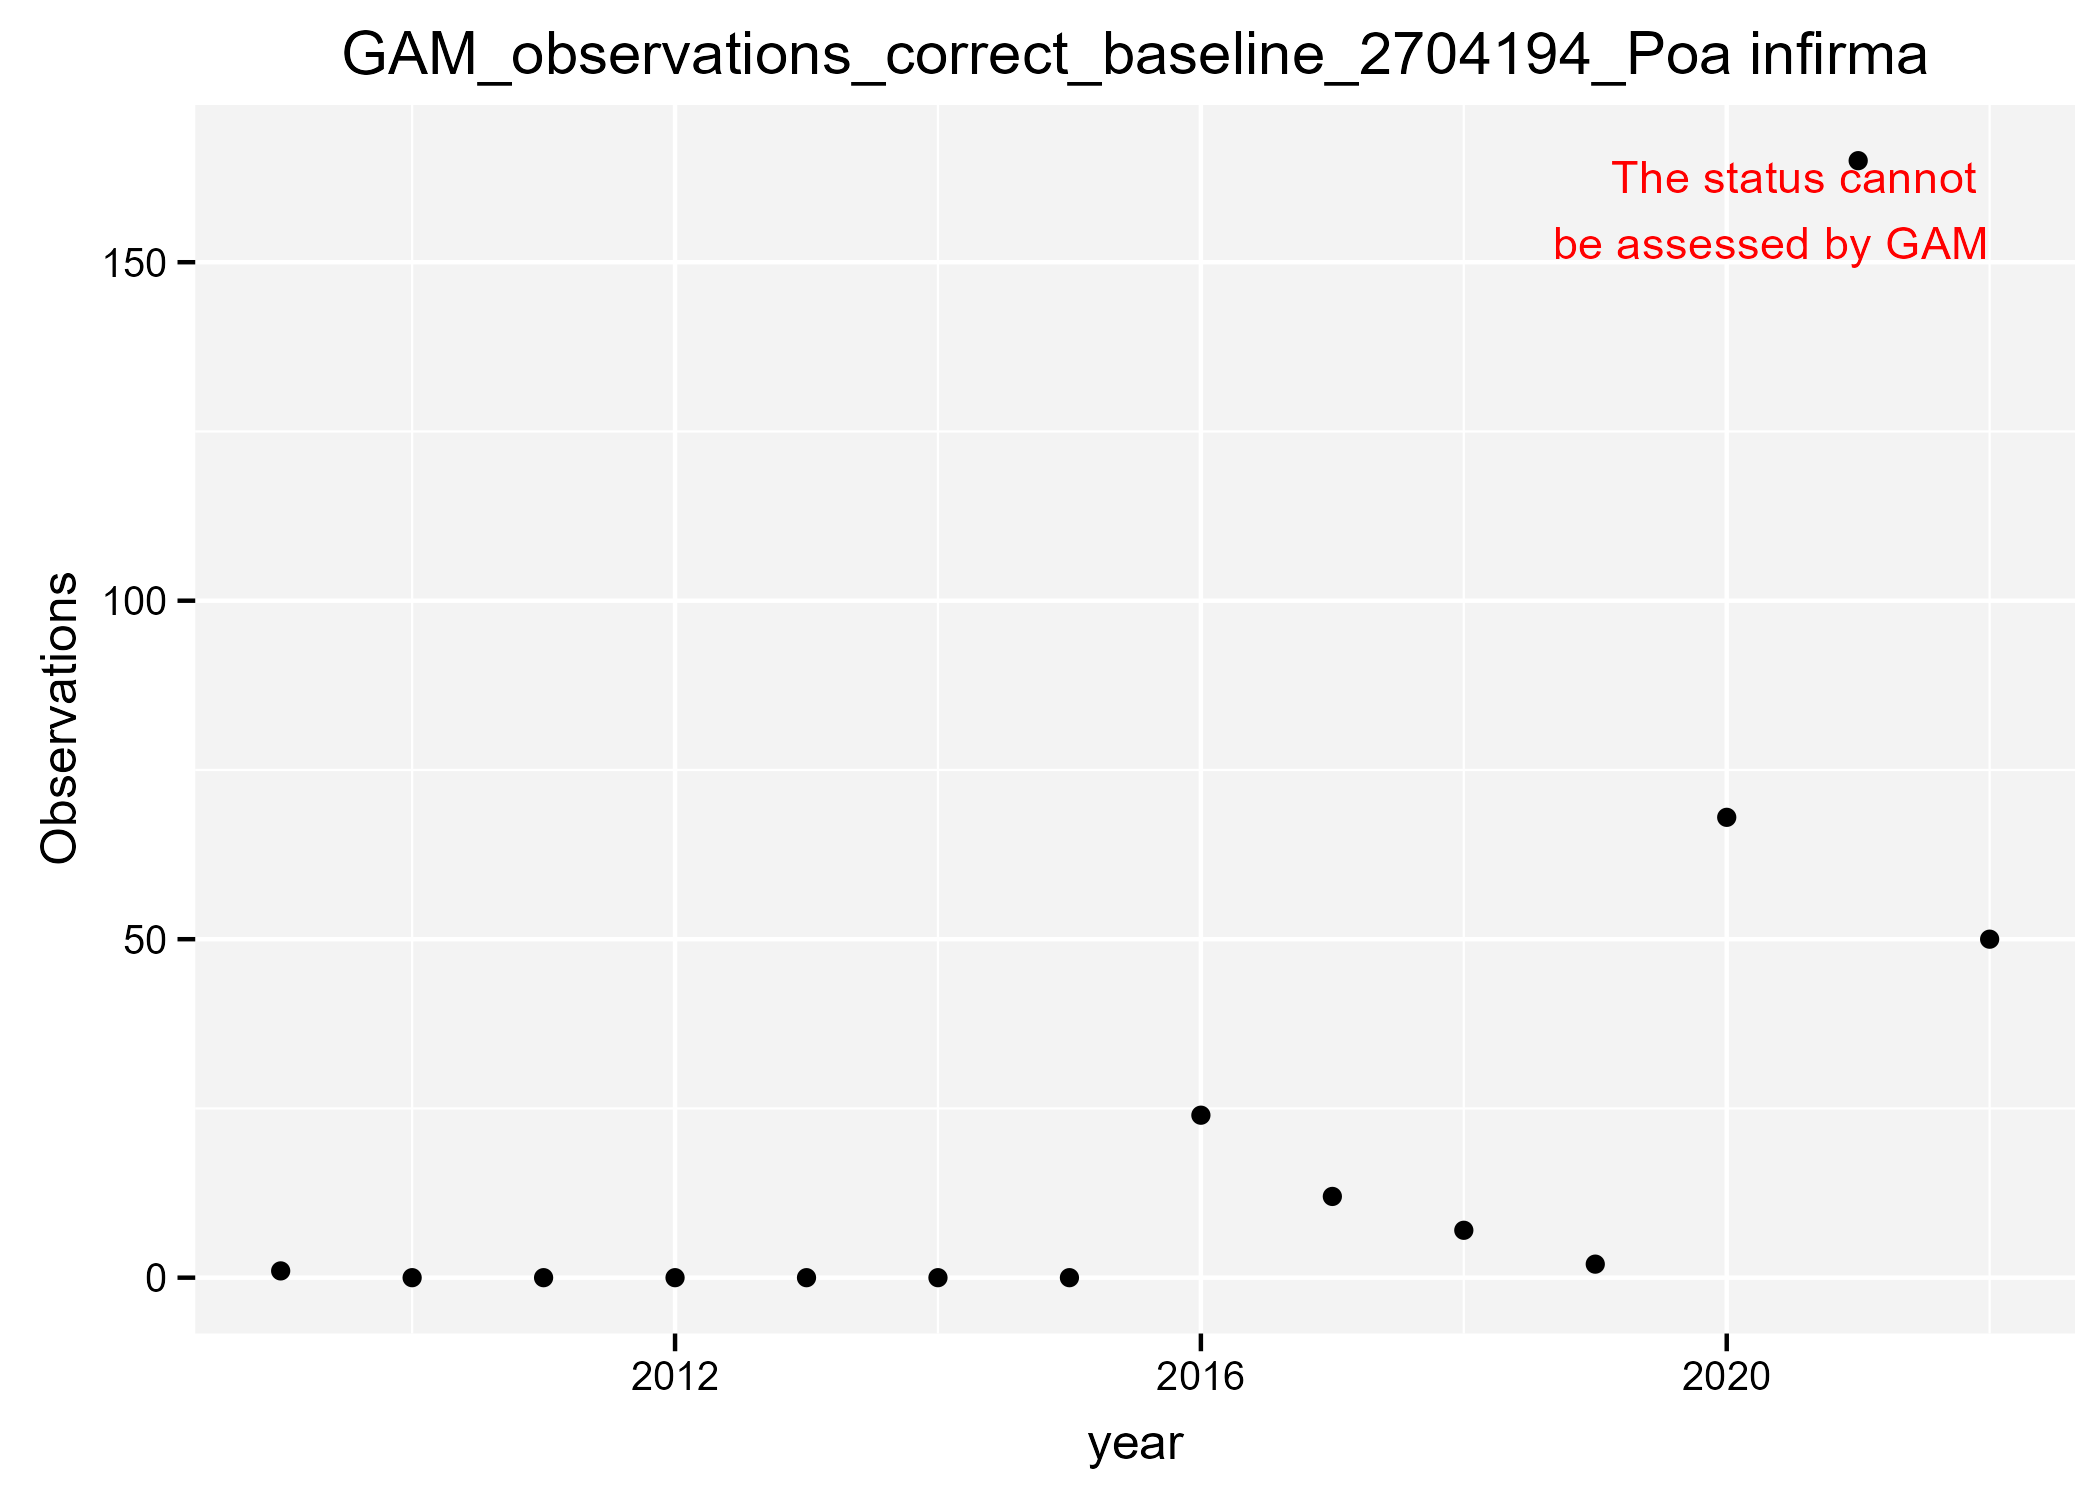 GAM_observations_correct_baseline_2704194_Poa infirma
The status cannot
be assessed by GAM
150
100
50
0
Observations
2012 2016 2020
year